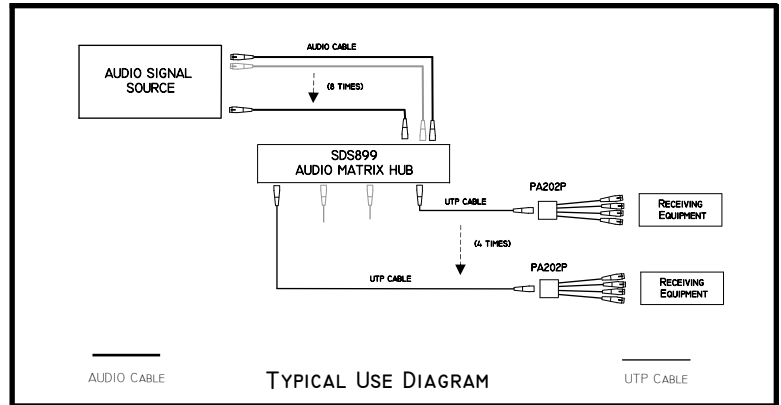 AUDIO SIGNAL
SOURCE
AUDIO CABLE
(8 TIMES)
SDS899
AUDIO MATRIX HUB
UTP CABLE
PA202P
RECEIVING
EQUIPMENT
(4 TIMES)
UTP CABLE
PA202P
RECEIVING
EQUIPMENT
AUDIO CABLE
TYPICAL USE DIAGRAM
UTP CABLE